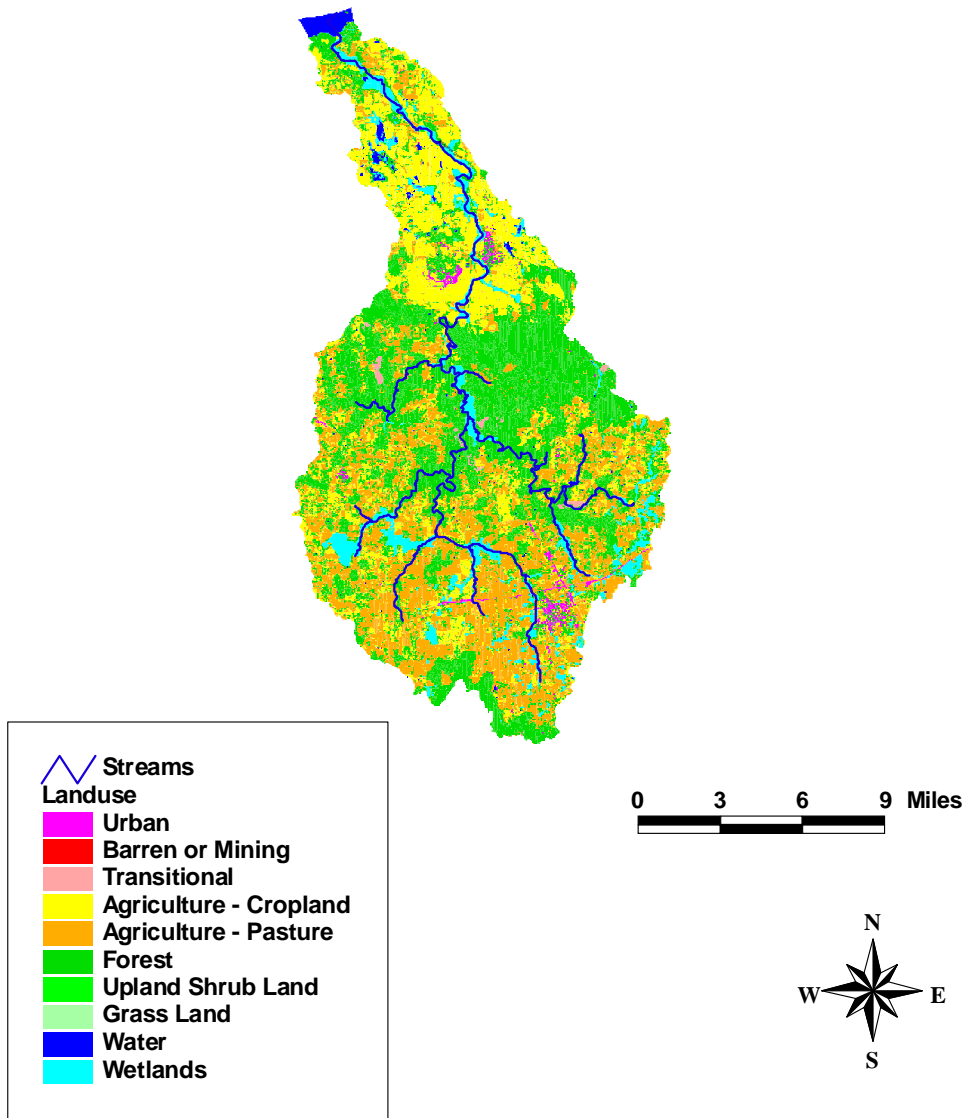 Streams
Landuse
Urban
Barren or Mining
Transitional
Agriculture - Cropland
Agriculture - Pasture
Forest
Upland Shrub Land
Grass Land
Water
Wetlands
0 3 6 9 Miles
N
W E
S